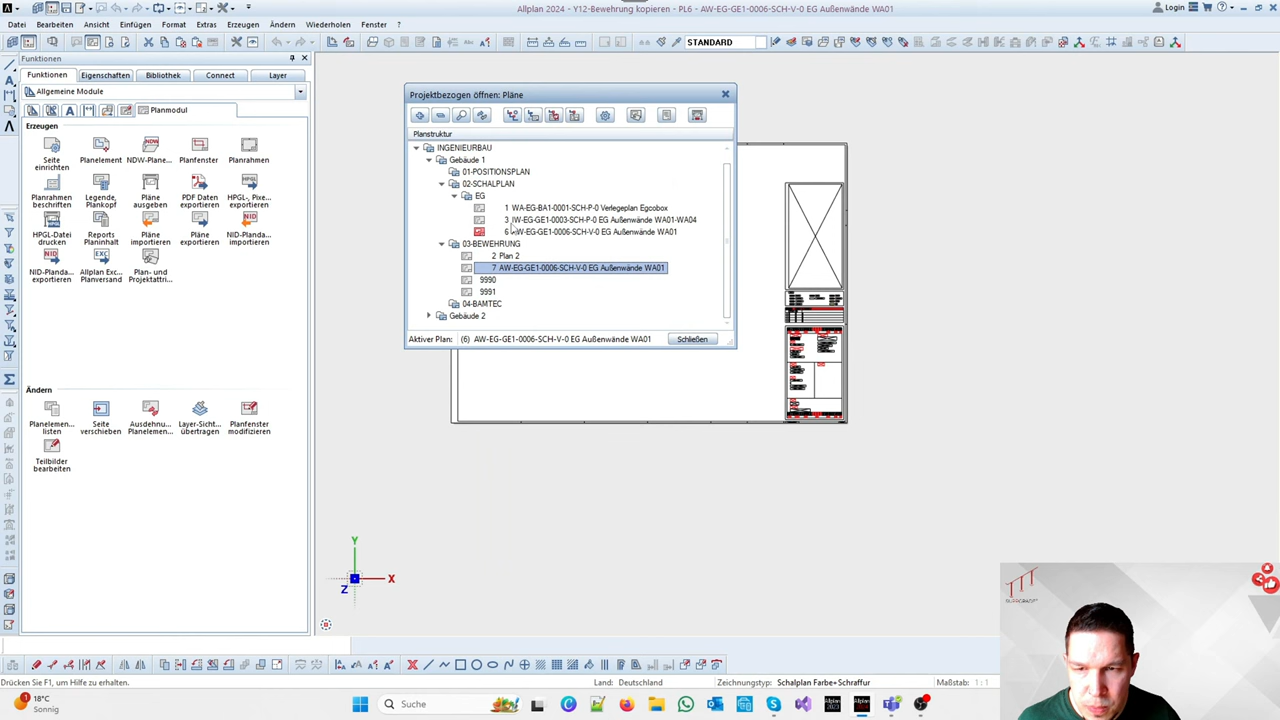 Allplan 2024 - Y12-Bewehrung kopieren - PL6 - AW-EG-GE1-0006-SCH-V-0 EG Außenwände WA01
Login
Datei Bearbeiten Ansicht Einfügen Format Extras Erzeugen Ändern Wiederholen Fenster ?
STANDARD
Funktionen
Funktionen Eigenschaften Bibliothek Connect Layer
Allgemeine Module
Planmodul
Erzeugen
Seite einrichten
Planelement
NDW-Plane...
Planfenster
Planrahmen
Planrahmen beschriften
Legende, Plankopf
Pläne ausgeben
PDF Daten exportieren
HPGL-, Pixe... exportieren
HPGL-Datei drucken
Reports Planinhalt
Pläne importieren
Pläne exportieren
NID-Planda... importieren
NID-Planda... exportieren
Allplan Exc... Planversand
Plan- und Projektattri...
Ändern
Planelemen... listen
Seite verschieben
Ausdehnu... Planelemen...
Layer-Sicht... übertragen
Planfenster modifizieren
Teilbilder bearbeiten
Projektbezogen öffnen: Pläne
Planstruktur
INGENIEURBAU
Gebäude 1
01-POSITIONSPLAN
02-SCHALPLAN
EG
1 WA-EG-BA1-0001-SCH-P-0 Verlegeplan Egcobox
3 IW-EG-GE1-0003-SCH-P-0 EG Außenwände WA01-WA04
6 AW-EG-GE1-0006-SCH-V-0 EG Außenwände WA01
03-BEWEHRUNG
2 Plan 2
7 AW-EG-GE1-0006-SCH-V-0 EG Außenwände WA01
9990
9991
04-BAMTEC
Gebäude 2
Aktiver Plan: (6) AW-EG-GE1-0006-SCH-V-0 EG Außenwände WA01 Schließen
Y
X
Z
Drücken Sie F1, um Hilfe zu erhalten.
Land: Deutschland
Zeichnungstyp: Schalplan Farbe+Schraffur
Maßstab: 1 : 1
18°C
Sonnig
Suche